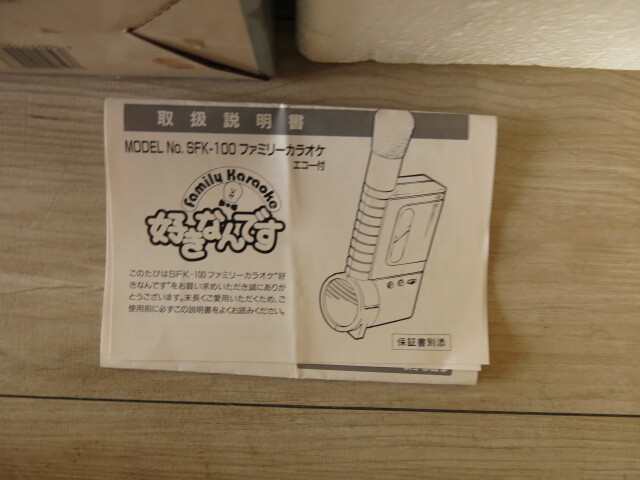 取扱説明書
MODEL No. SFK-100 ファミリーカラオケ
エコー付
Family Karaoke
好きなんです
このたびはSFK-100ファミリーカラオケ"好
きなんです"をお買い求めいただき誠にありが
とうございます。末長くご愛用いただくため、ご
使用前に必ずこの説明書をよくお読みください。
保証書別添